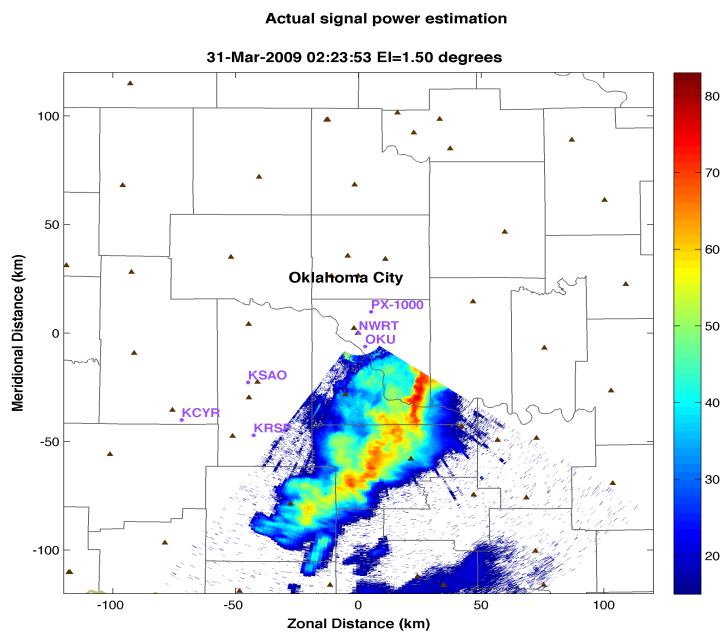 Actual signal power estimation
31-Mar-2009 02:23:53 El=1.50 degrees
100
50
0
-50
-100
Meridional Distance (km)
Oklahoma City
PX-1000
NWRT
OKU
KSAO
KCYR
KRSP
-100
-50
0
50
100
Zonal Distance (km)
80
70
60
50
40
30
20